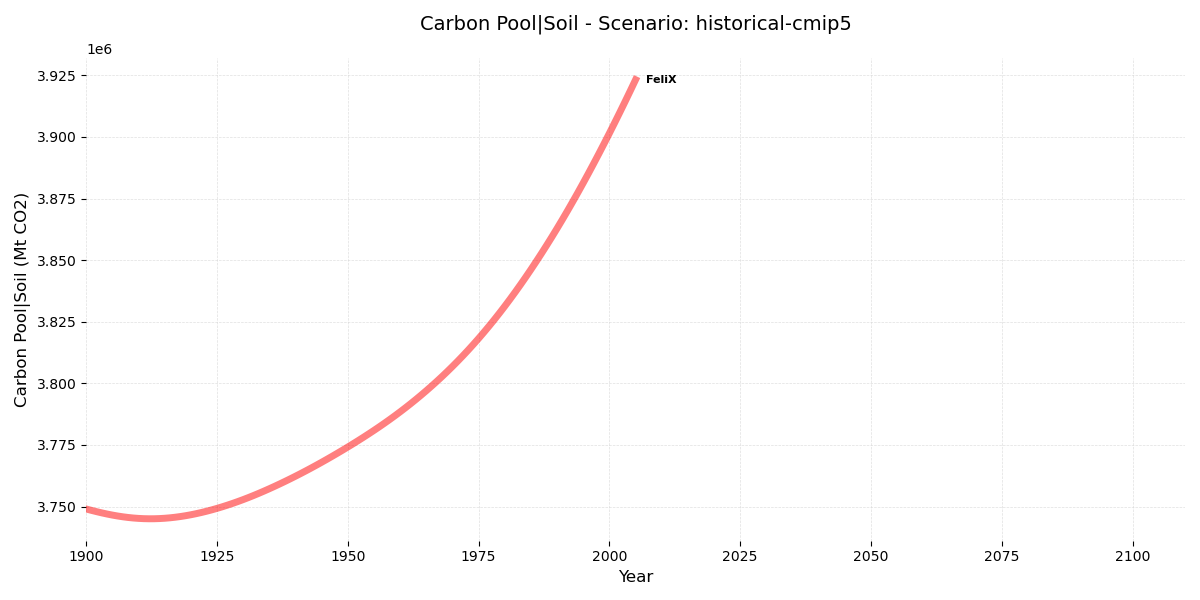 Carbon Pool|Soil - Scenario: historical-cmip5
1e6
3.925
3.900
3.875
3.850
3.825
3.800
3.775
3.750
Carbon Pool|Soil (Mt CO2)
FeliX
1900 1925 1950 1975 2000 2025 2050 2075 2100
Year